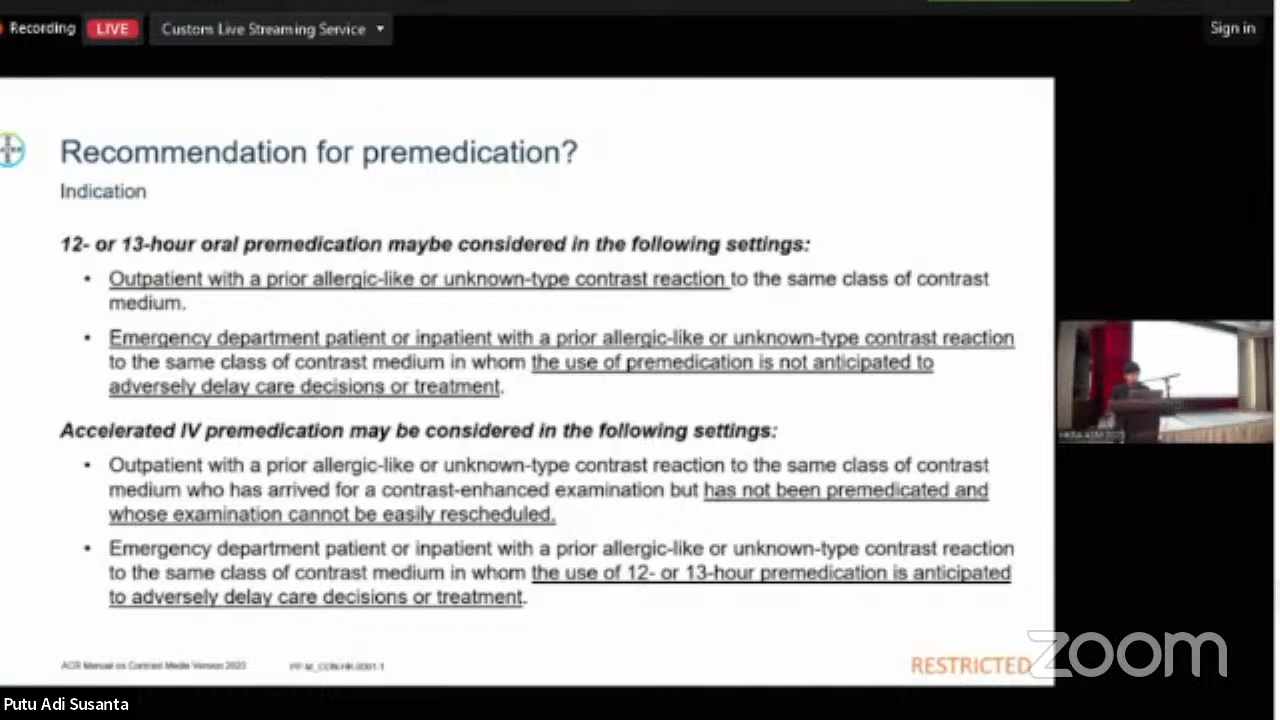 Recording
LIVE
Custom Live Streaming Service
Sign in
Recommendation for premedication?
Indication
12- or 13-hour oral premedication maybe considered in the following settings:
• Outpatient with a prior allergic-like or unknown-type contrast reaction to the same class of contrast
medium.
• Emergency department patient or inpatient with a prior allergic-like or unknown-type contrast reaction
to the same class of contrast medium in whom the use of premedication is not anticipated to
adversely delay care decisions or treatment.
Accelerated IV premedication may be considered in the following settings:
• Outpatient with a prior allergic-like or unknown-type contrast reaction to the same class of contrast
medium who has arrived for a contrast-enhanced examination but has not been premedicated and
whose examination cannot be easily rescheduled.
• Emergency department patient or inpatient with a prior allergic-like or unknown-type contrast reaction
to the same class of contrast medium in whom the use of 12- or 13-hour premedication is anticipated
to adversely delay care decisions or treatment.
ACR Manual on Contrast Media Version 2023
RESTRICTED
zoom
Putu Adi Susanta